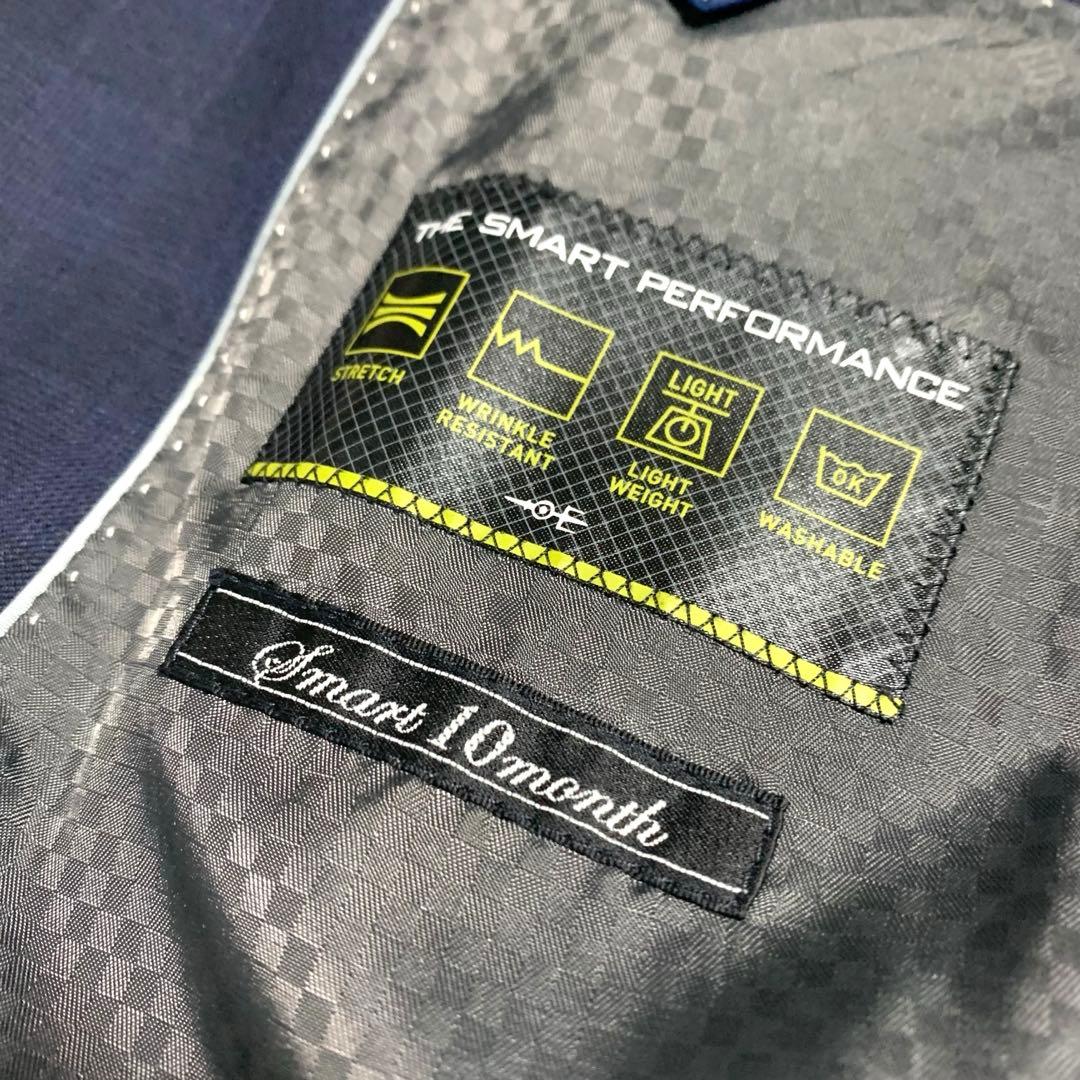 THE SMART PERFORMANCE
STRETCH
WRINKLE
RESISTANT
LIGHT
LIGHT
WEIGHT
OK
WASHABLE
Smart 10month